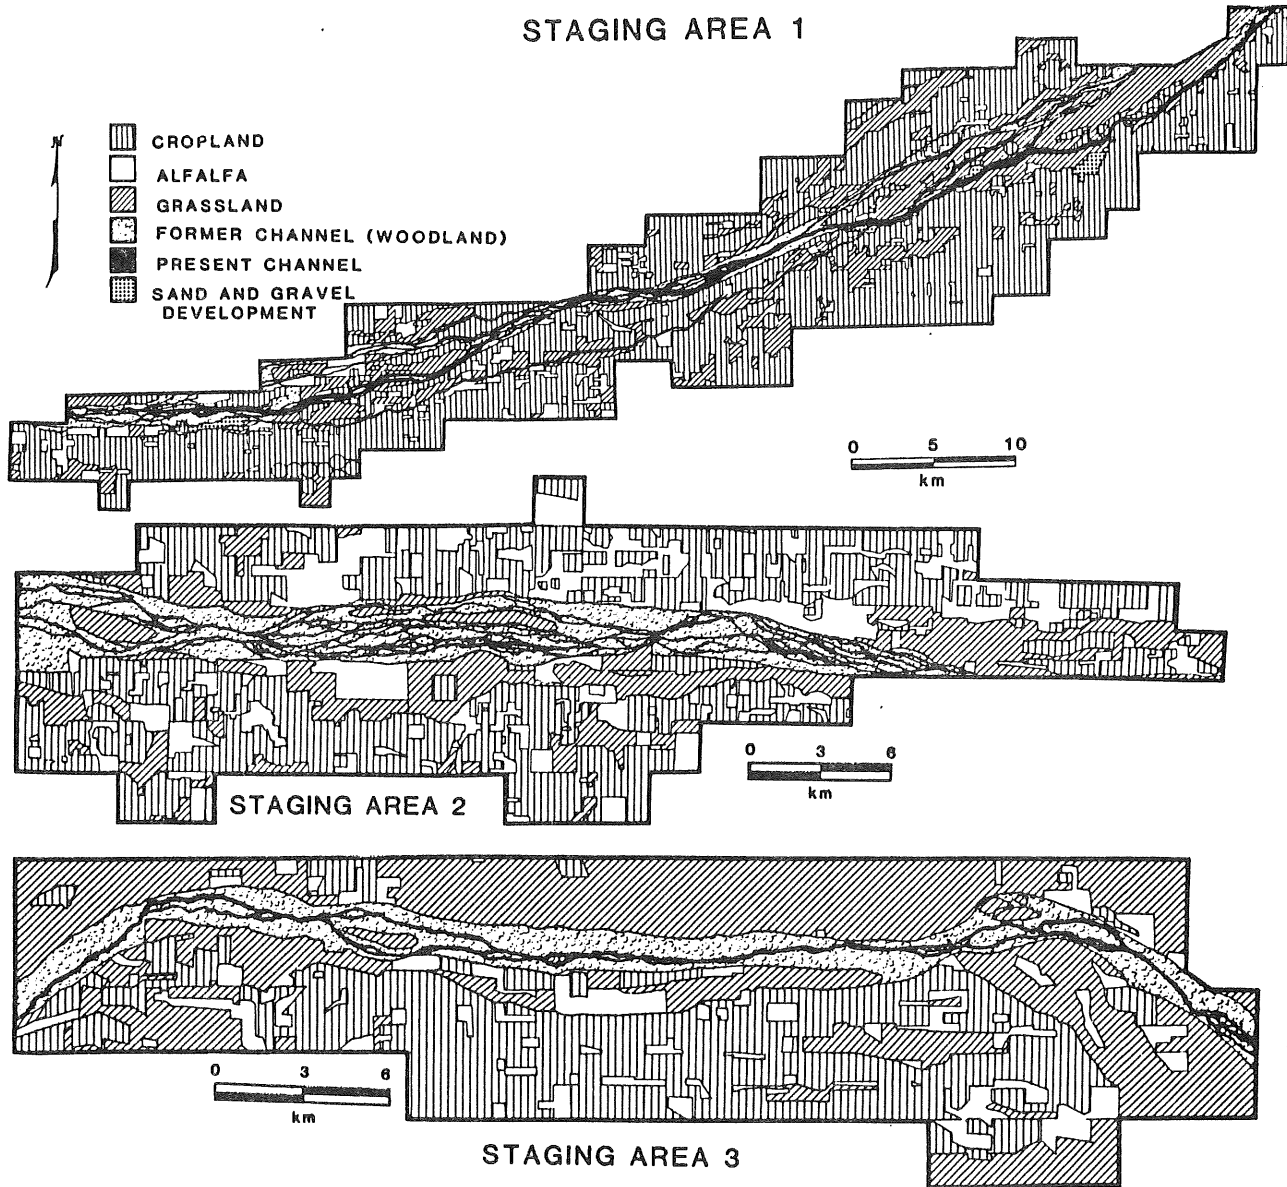 STAGING AREA 1
N
CROPLAND
ALFALFA
GRASSLAND
FORMER CHANNEL (WOODLAND)
PRESENT CHANNEL
SAND AND GRAVEL
DEVELOPMENT
0 5 10
km
0 3 6
km
STAGING AREA 2
0 3 6
km
STAGING AREA 3